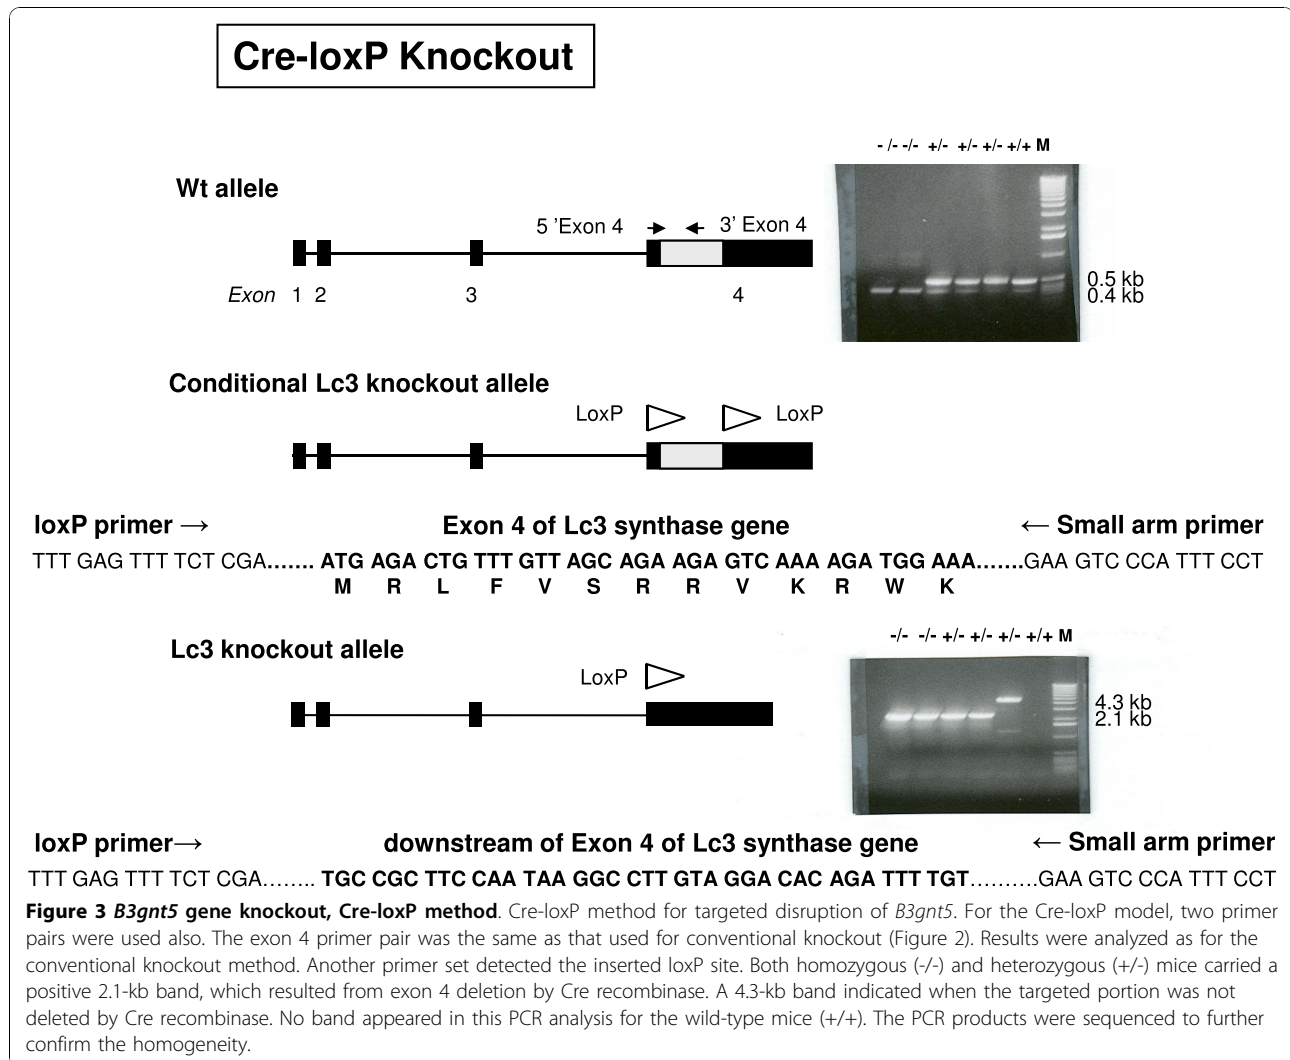 Cre-loxP Knockout
- /- -/- +/- +/- +/- +/+ M
Wt allele
5 'Exon 4 3' Exon 4
0.5 kb
0.4 kb
Exon 1 2 3 4
Conditional Lc3 knockout allele
LoxP LoxP
loxP primer → Exon 4 of Lc3 synthase gene ← Small arm primer
TTT GAG TTT TCT CGA....... ATG AGA CTG TTT GTT AGC AGA AGA GTC AAA AGA TGG AAA.......GAA GTC CCA TTT CCT
M R L F V S R R V K R W K
-/- -/- +/- +/- +/- +/+ M
Lc3 knockout allele
LoxP
4.3 kb
2.1 kb
loxP primer→ downstream of Exon 4 of Lc3 synthase gene ← Small arm primer
TTT GAG TTT TCT CGA........ TGC CGC TTC CAA TAA GGC CTT GTA GGA CAC AGA TTT TGT..........GAA GTC CCA TTT CCT
Figure 3 B3gnt5 gene knockout, Cre-loxP method. Cre-loxP method for targeted disruption of B3gnt5. For the Cre-loxP model, two primer
pairs were used also. The exon 4 primer pair was the same as that used for conventional knockout (Figure 2). Results were analyzed as for the
conventional knockout method. Another primer set detected the inserted loxP site. Both homozygous (-/-) and heterozygous (+/-) mice carried a
positive 2.1-kb band, which resulted from exon 4 deletion by Cre recombinase. A 4.3-kb band indicated when the targeted portion was not
deleted by Cre recombinase. No band appeared in this PCR analysis for the wild-type mice (+/+). The PCR products were sequenced to further
confirm the homogeneity.